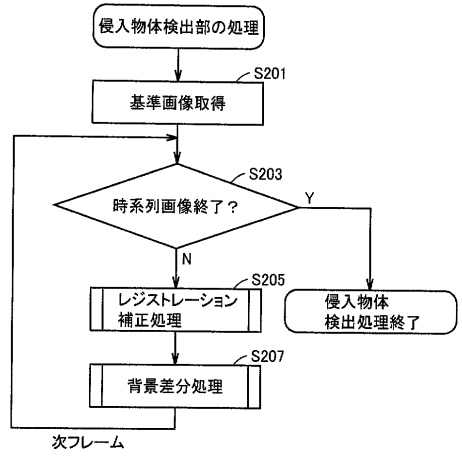 侵入物体検出部の処理
S201
基準画像取得
S203
時系列画像終了？
Y
N
S205
レジストレーション
補正処理
侵入物体
検出処理終了
S207
背景差分処理
次フレーム